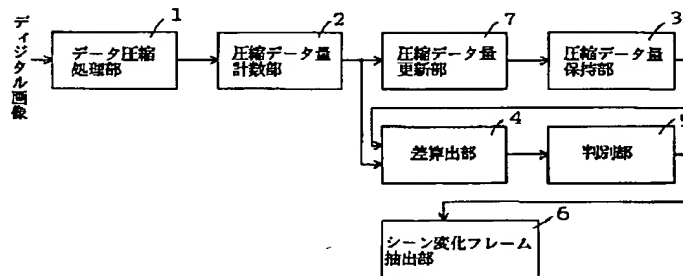 ディジタル画像
1
データ圧縮
処理部
2
圧縮データ量
計数部
7
圧縮データ量
更新部
3
圧縮データ量
保持部
4
差算出部
5
判別部
6
シーン変化フレーム
抽出部